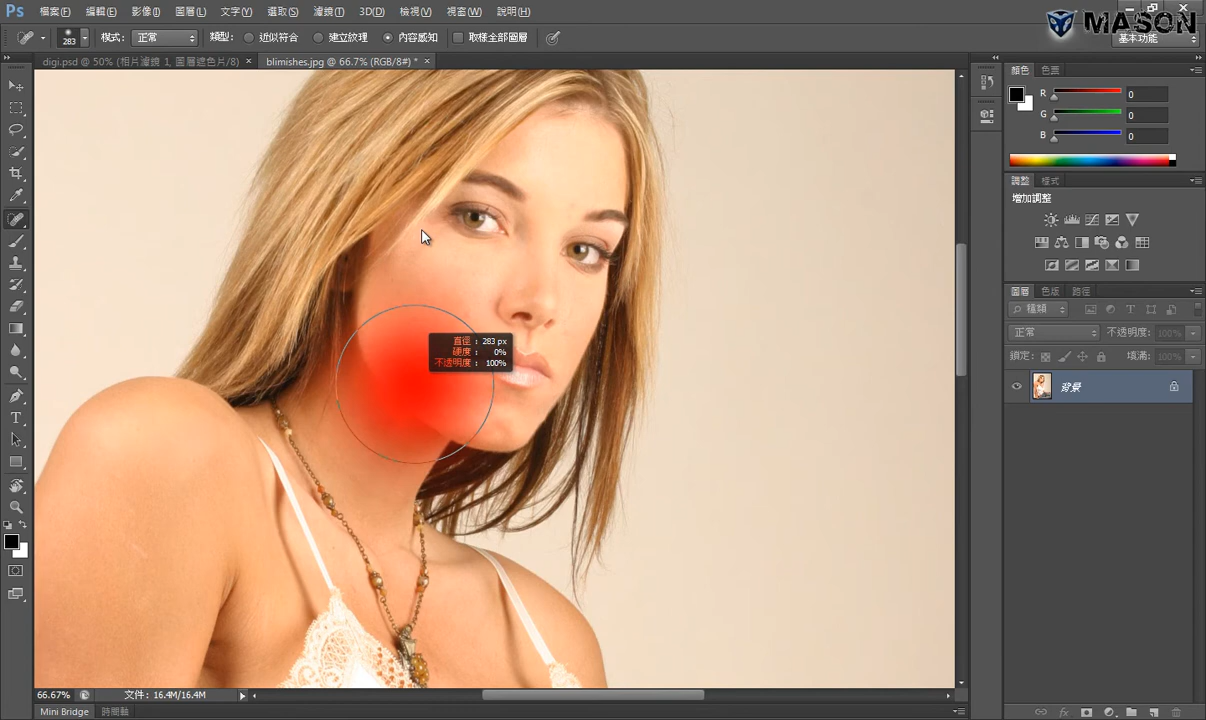 Ps 檔案(F) 編輯(E) 影像(I) 圖層(L) 文字(Y) 選取(S) 濾鏡(T) 3D(D) 檢視(V) 視窗(W) 說明(H)
MASON
283 模式： 正常 類型： 近似符合 建立紋理 內容感知 取樣全部圖層 基本功能
digi.psd @ 50% (相片濾鏡 1, 圖層遮色片/8) × blimishes.jpg @ 66.7% (RGB/8#) * ×
顏色 色票
R 0
G 0
B 0
調整 樣式
增加調整
圖層 色版 路徑
種類
正常 不透明度： 100%
鎖定： 填滿： 100%
背景
直徑： 283 px
硬度： 0%
不透明度： 100%
66.67% 文件：16.4M/16.4M
Mini Bridge 時間軸